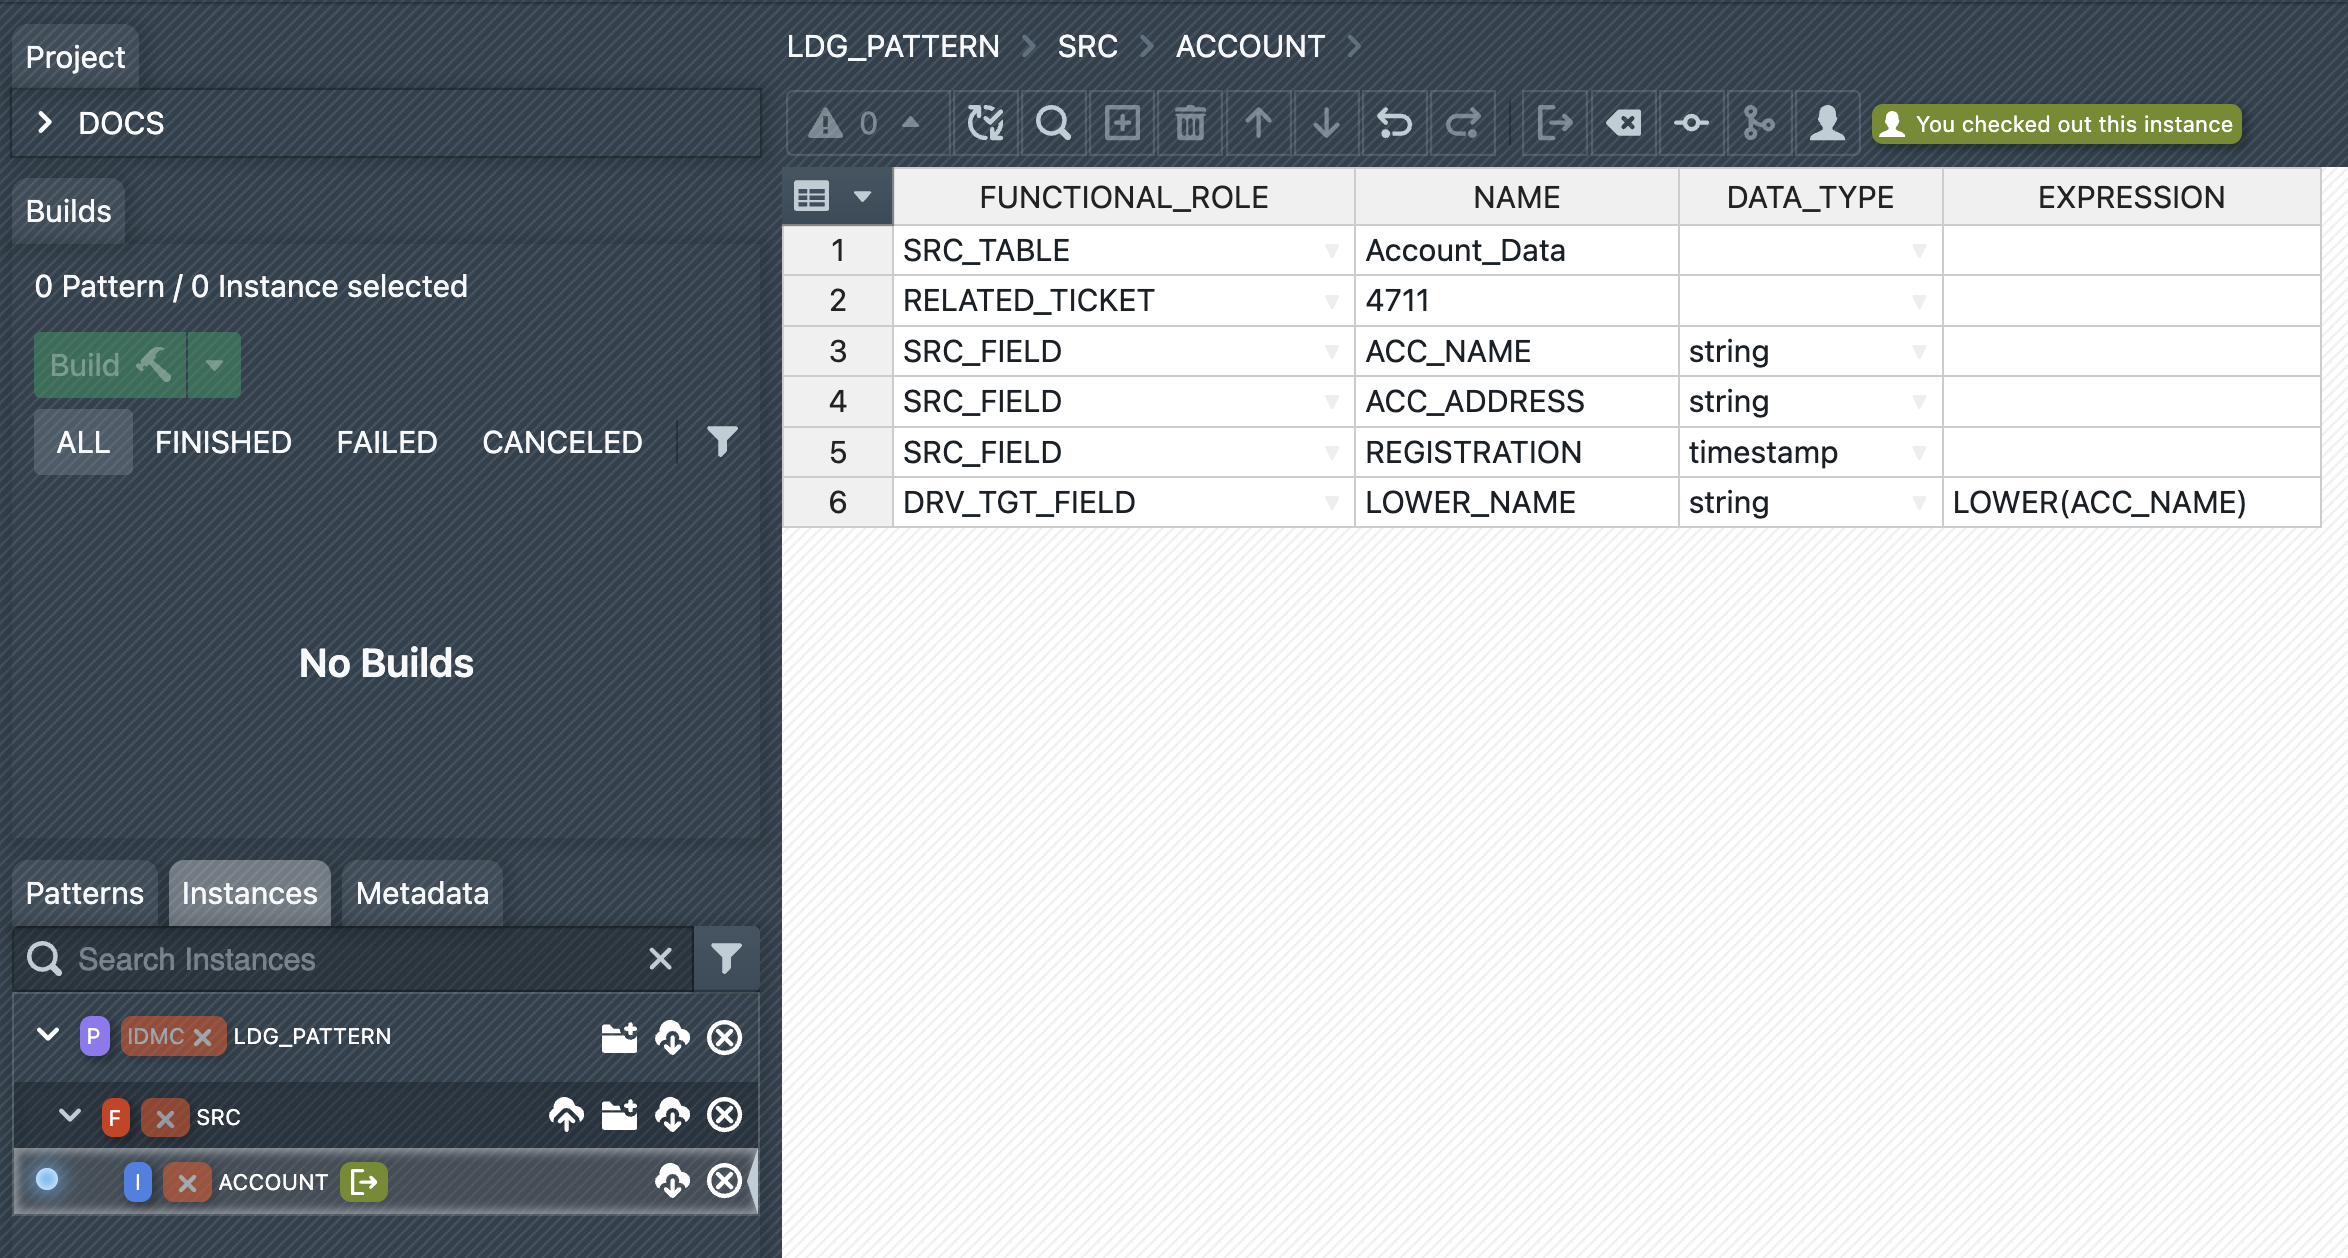 Project
DOCS
Builds
0 Pattern / 0 Instance selected
Build
ALL FINISHED FAILED CANCELED
No Builds
Patterns Instances Metadata
Search Instances
P IDMC LDG_PATTERN
F SRC
I ACCOUNT
LDG_PATTERN SRC ACCOUNT
0 You checked out this instance
FUNCTIONAL_ROLE NAME DATA_TYPE EXPRESSION
1 SRC_TABLE Account_Data
2 RELATED_TICKET 4711
3 SRC_FIELD ACC_NAME string
4 SRC_FIELD ACC_ADDRESS string
5 SRC_FIELD REGISTRATION timestamp
6 DRV_TGT_FIELD LOWER_NAME string LOWER(ACC_NAME)